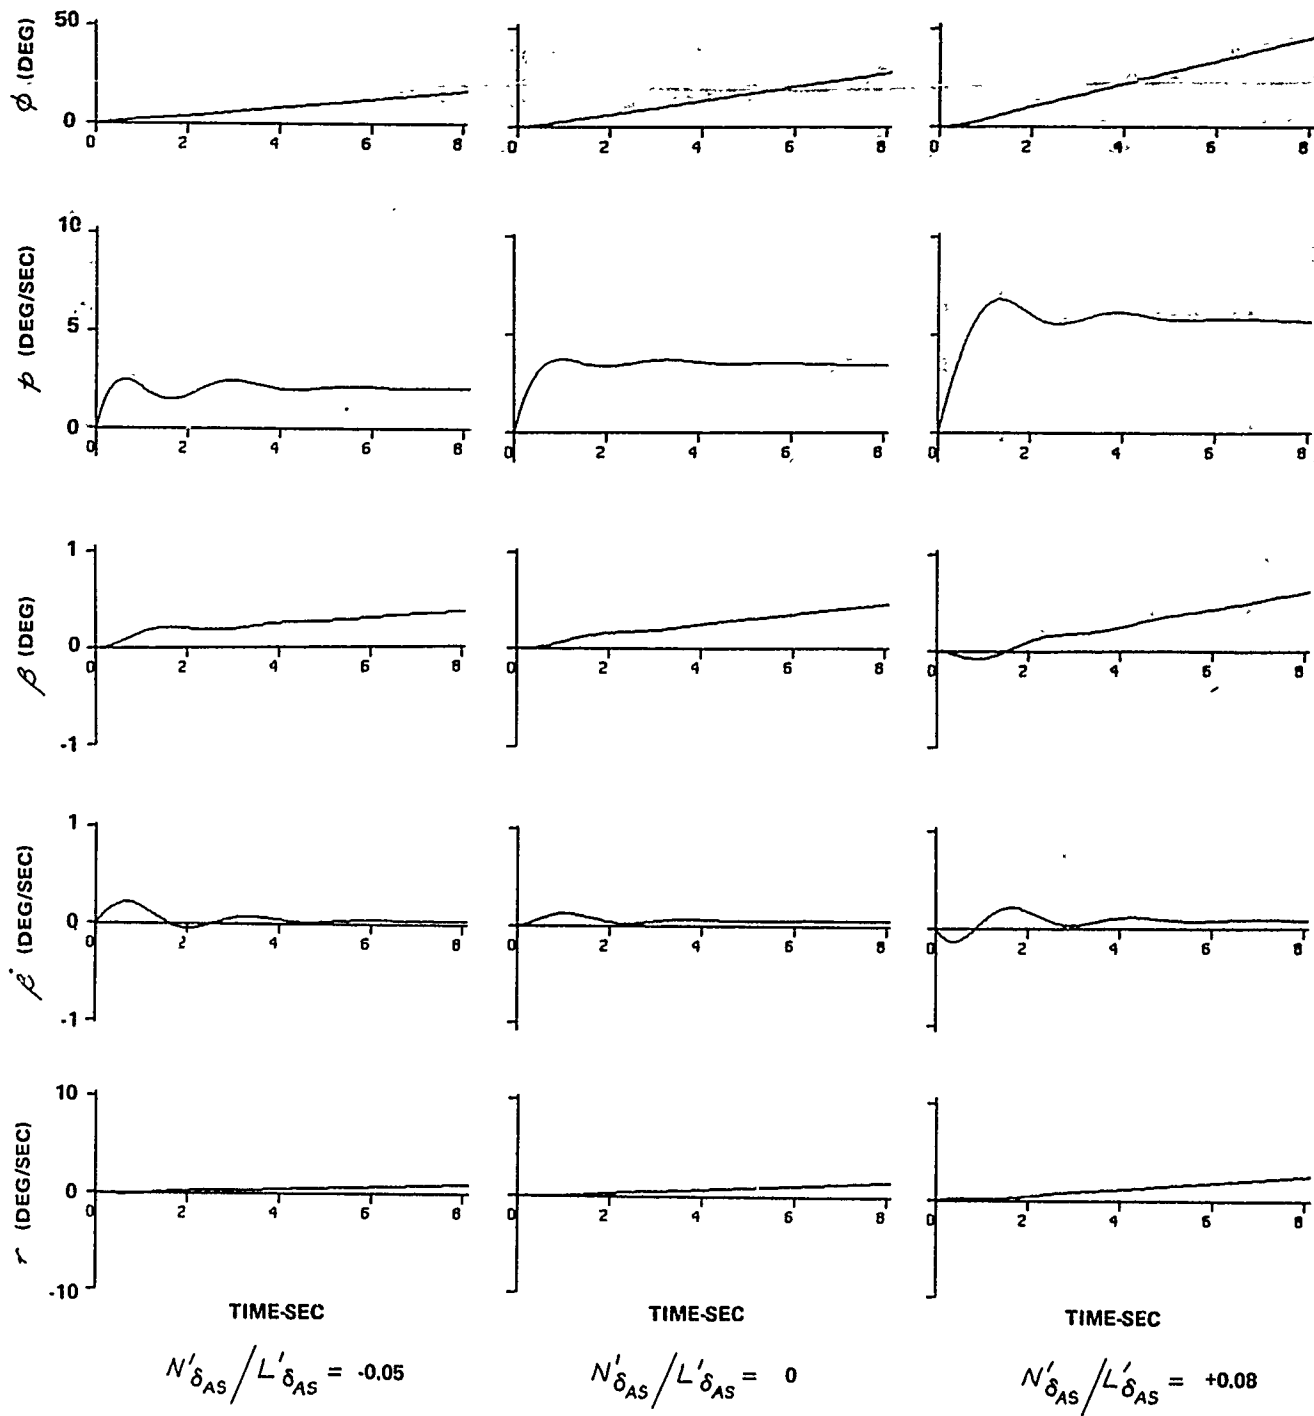 ϕ (DEG)
50
0
0 2 4 6 8
0 2 4 6 8
0 2 4 6 8
p (DEG/SEC)
10
5
0
0 2 4 6 8
0 2 4 6 8
0 2 4 6 8
β (DEG)
1
0
-1
0 2 4 6 8
0 2 4 6 8
0 2 4 6 8
β̇ (DEG/SEC)
1
0
-1
0 2 4 6 8
0 2 4 6 8
0 2 4 6 8
r (DEG/SEC)
10
0
-10
0 2 4 6 8
0 2 4 6 8
0 2 4 6 8
TIME-SEC
TIME-SEC
TIME-SEC
N'δAS / L'δAS = -0.05
N'δAS / L'δAS = 0
N'δAS / L'δAS = +0.08